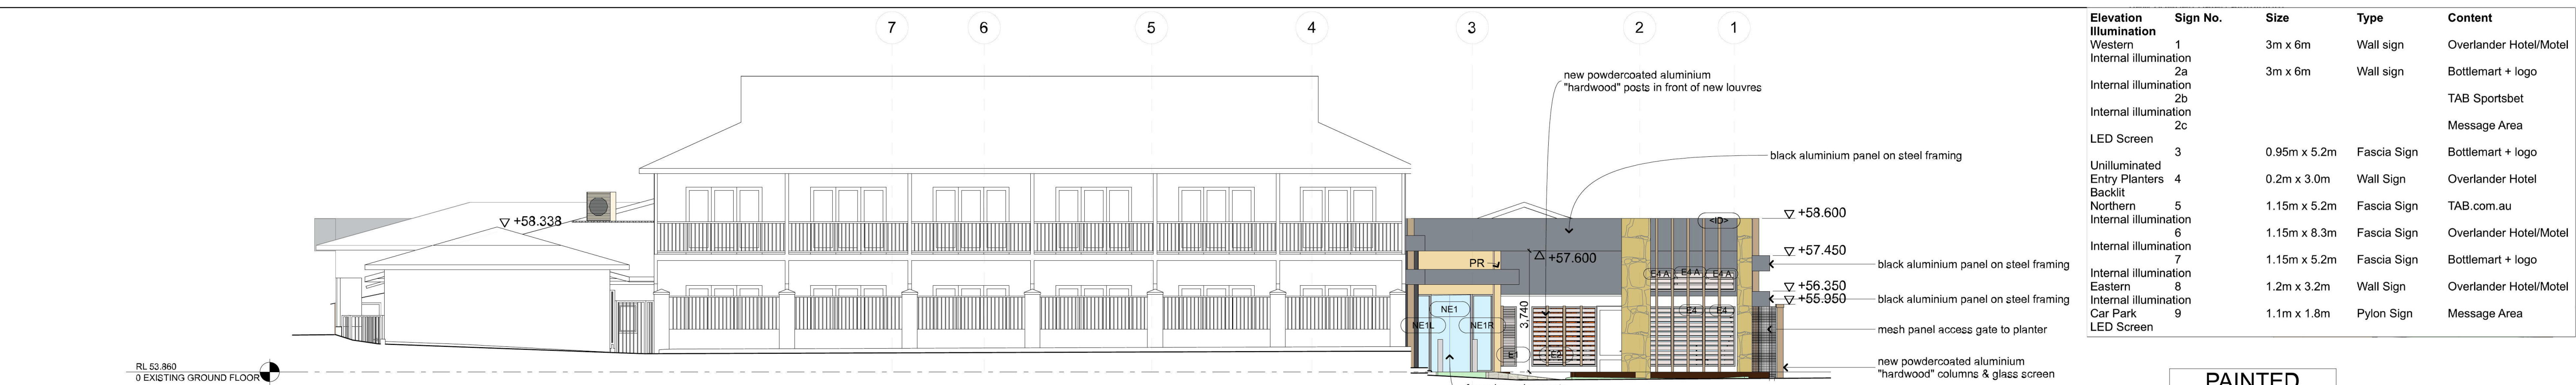 7 6 5 4 3 2 1
Elevation Sign No. Size Type Content
Illumination
Western 1 3m x 6m Wall sign Overlander Hotel/Motel
Internal illumination
2a 3m x 6m Wall sign Bottlemart + logo
Internal illumination
2b TAB Sportsbet
Internal illumination
2c Message Area
LED Screen
3 0.95m x 5.2m Fascia Sign Bottlemart + logo
Unilluminated
Entry Planters 4 0.2m x 3.0m Wall Sign Overlander Hotel
Backlit
Northern 5 1.15m x 5.2m Fascia Sign TAB.com.au
Internal illumination
6 1.15m x 8.3m Fascia Sign Overlander Hotel/Motel
Internal illumination
7 1.15m x 5.2m Fascia Sign Bottlemart + logo
Internal illumination
Eastern 8 1.2m x 3.2m Wall Sign Overlander Hotel/Motel
Internal illumination
Car Park 9 1.1m x 1.8m Pylon Sign Message Area
LED Screen
new powdercoated aluminium
"hardwood" posts in front of new louvres
black aluminium panel on steel framing
+58.338
+58.600
<ID>
+57.450
+57.600
PR
black aluminium panel on steel framing
E4 A E4 A E4 A
+56.350
+55.950
black aluminium panel on steel framing
3,740
NE1
E4 E4
NE1L NE1R
mesh panel access gate to planter
E1 E2
new powdercoated aluminium
"hardwood" columns & glass screen
RL 53.860
0 EXISTING GROUND FLOOR
PAINTED